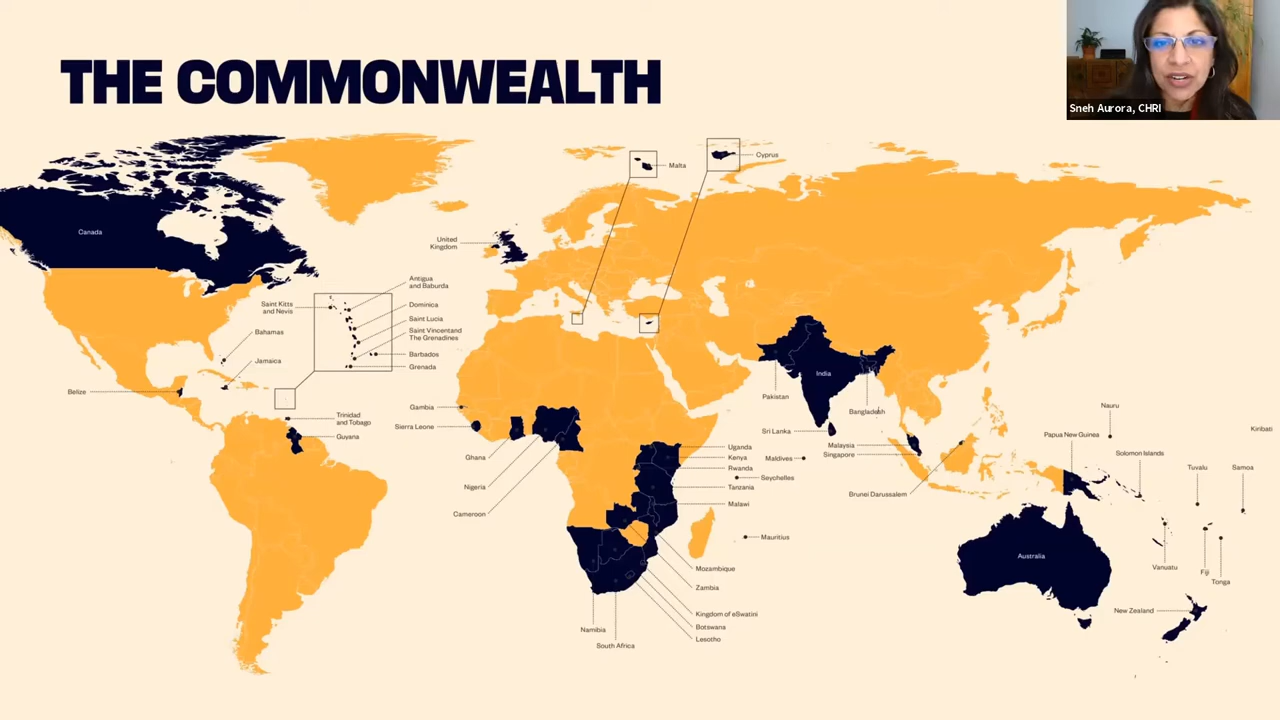 THE COMMONWEALTH
Sneh Aurora, CHRI
Malta
Cyprus
Canada
United
Kingdom
Antigua
and Baburda
Saint Kitts
and Nevis
Dominica
Saint Lucia
Saint Vincentand
The Grenadines
Bahamas
Barbados
Jamaica
Grenada
Belize
Trinidad
and Tobago
Guyana
Gambia
Sierra Leone
Ghana
Nigeria
Cameroon
Uganda
Kenya
Rwanda
Seychelles
Tanzania
Malawi
Mauritius
Mozambique
Zambia
Kingdom of eSwatini
Botswana
Lesotho
Namibia
South Africa
India
Pakistan
Bangladesh
Sri Lanka
Maldives
Malaysia
Singapore
Brunei Darussalem
Nauru
Kiribati
Papua New Guinea
Solomon Islands
Tuvalu
Samoa
Australia
Vanuatu
Fiji
Tonga
New Zealand